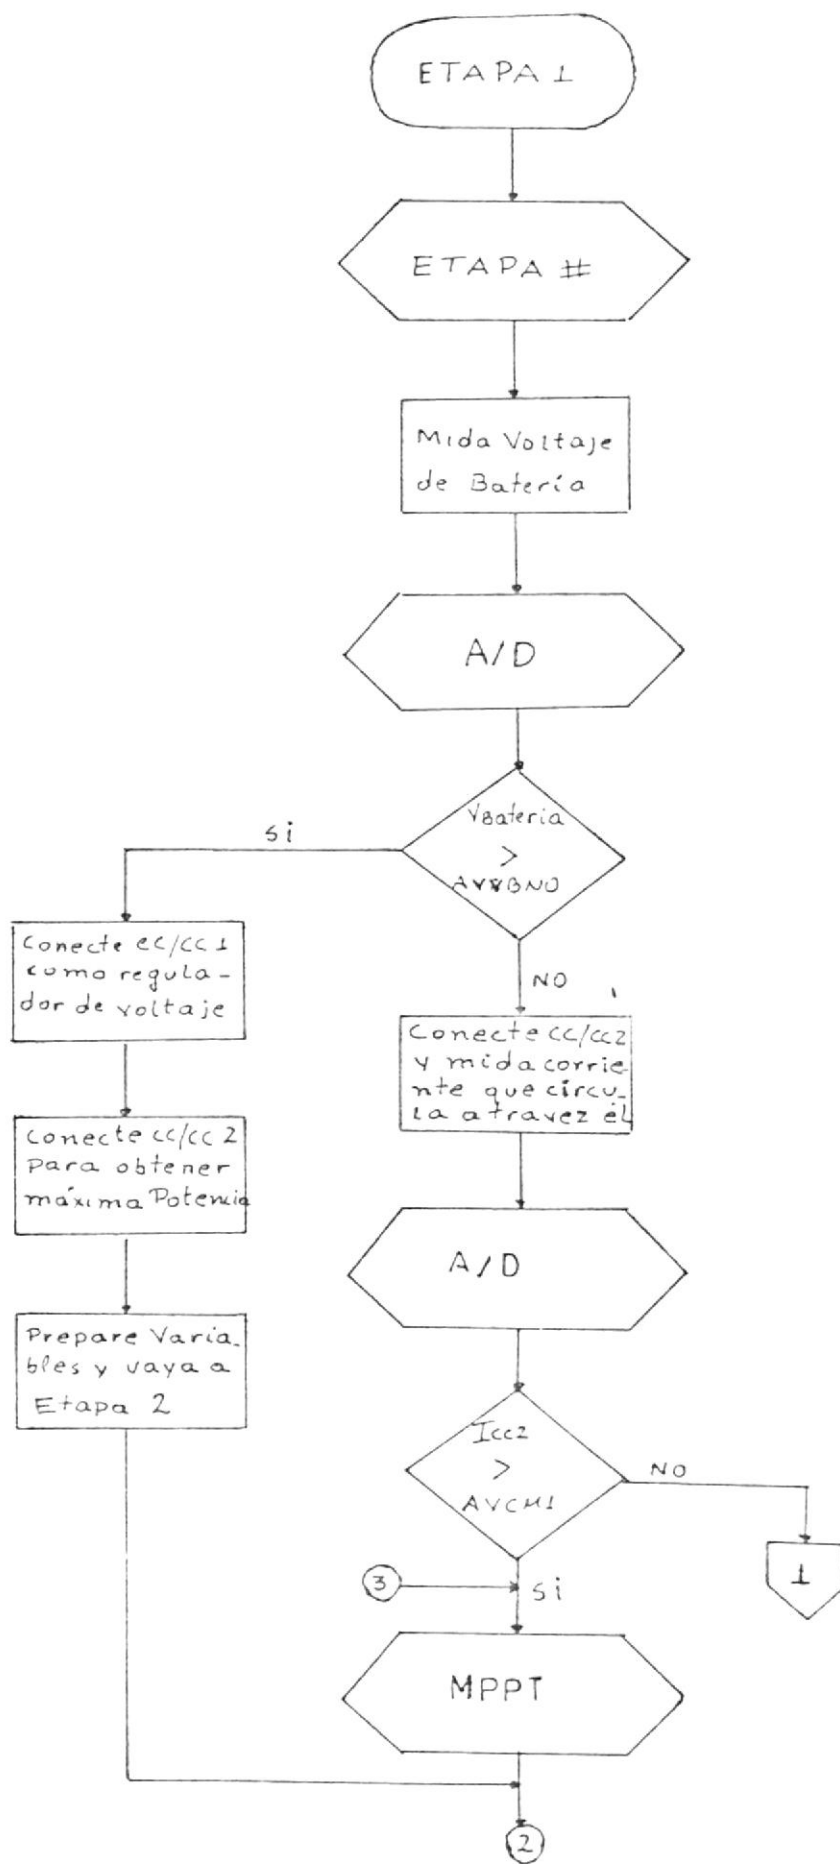 ETAPA 1
ETAPA #
Mida Voltaje
de Batería
A/D
VBateria
>
si
NO
Conecte CC/CC 1
como regula-
dor de voltaje
Conecte CC/CC 2
Para obtener
máxima Potencia
Prepare Varia-
bles y vaya a
Etapa 2
Conecte CC/CC2
y mida corrie-
nte que circu-
la atravez él
A/D
Icc2
>
AVCM1
NO
1
3
si
MPPT
2